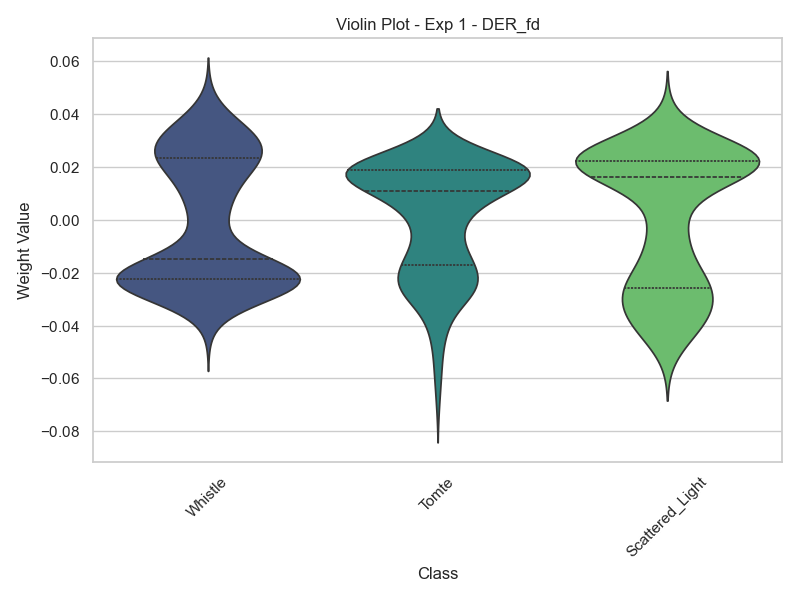 Violin Plot - Exp 1 - DER_fd
0.06
0.04
0.02
0.00
−0.02
−0.04
−0.06
−0.08
Weight Value
Whistle
Tomte
Scattered_Light
Class